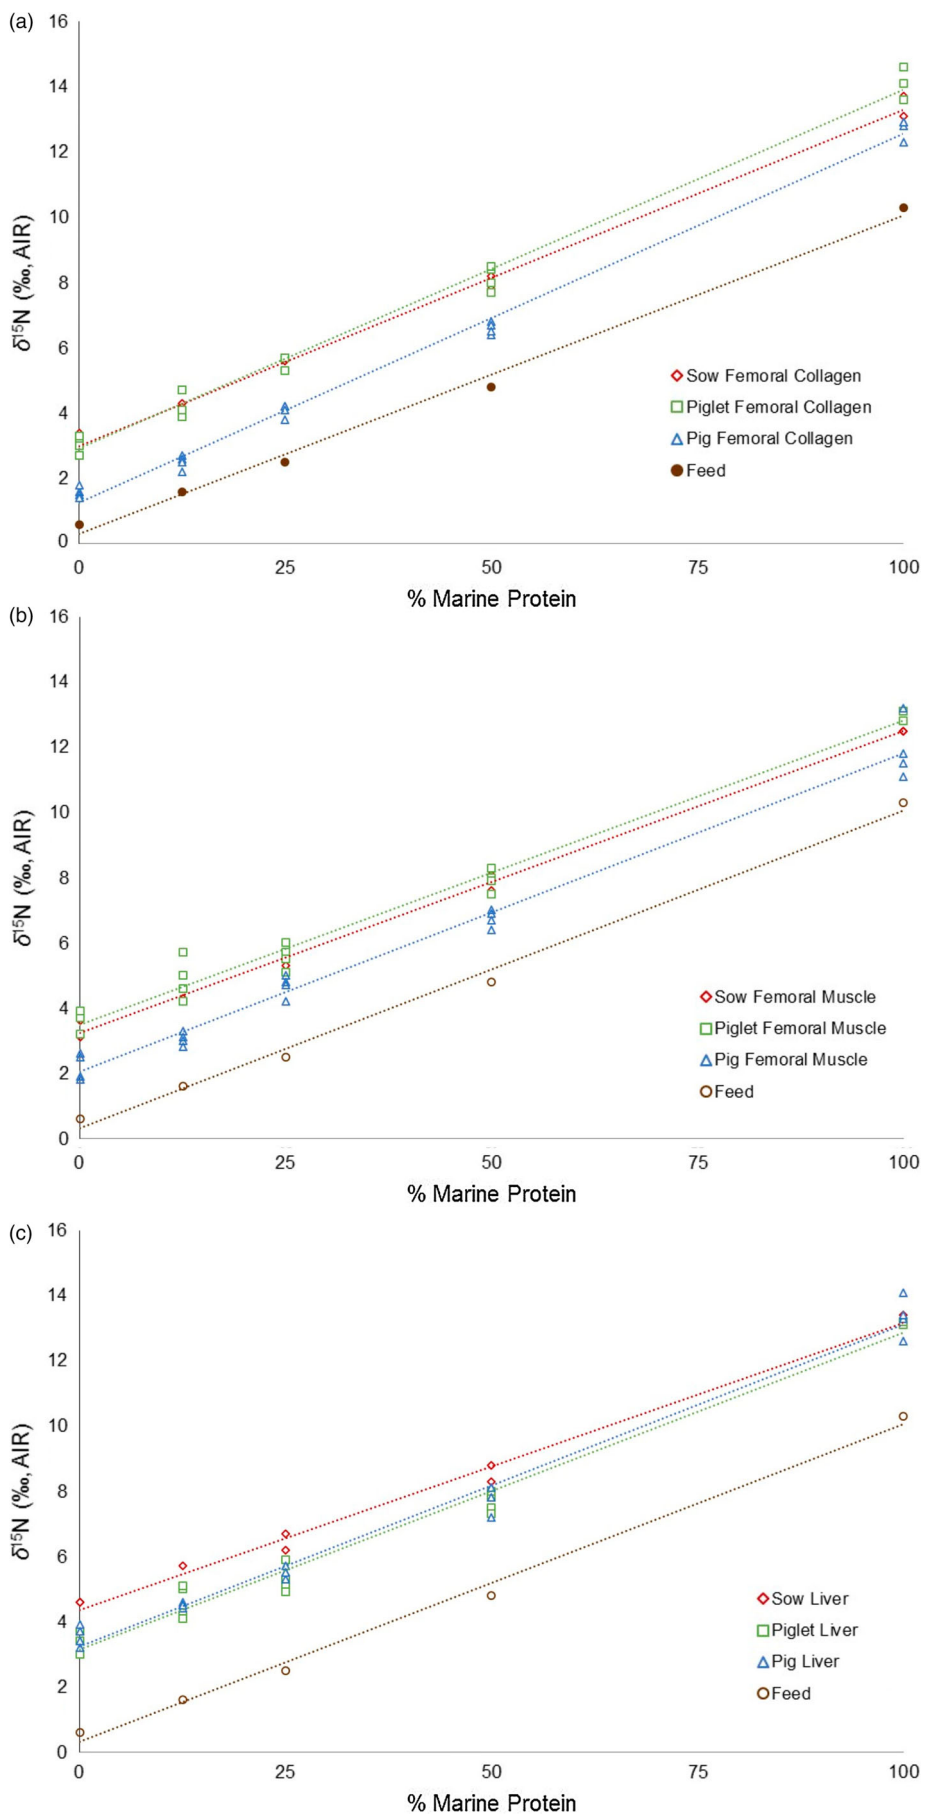 (a)
16
14
12
10
8
6
4
2
0
δ¹⁵N (‰, AIR)
Sow Femoral Collagen
Piglet Femoral Collagen
Pig Femoral Collagen
Feed
0 25 50 75 100
% Marine Protein
(b)
16
14
12
10
8
6
4
2
0
δ¹⁵N (‰, AIR)
Sow Femoral Muscle
Piglet Femoral Muscle
Pig Femoral Muscle
Feed
0 25 50 75 100
% Marine Protein
(c)
16
14
12
10
8
6
4
2
0
δ¹⁵N (‰, AIR)
Sow Liver
Piglet Liver
Pig Liver
Feed
0 25 50 75 100
% Marine Protein